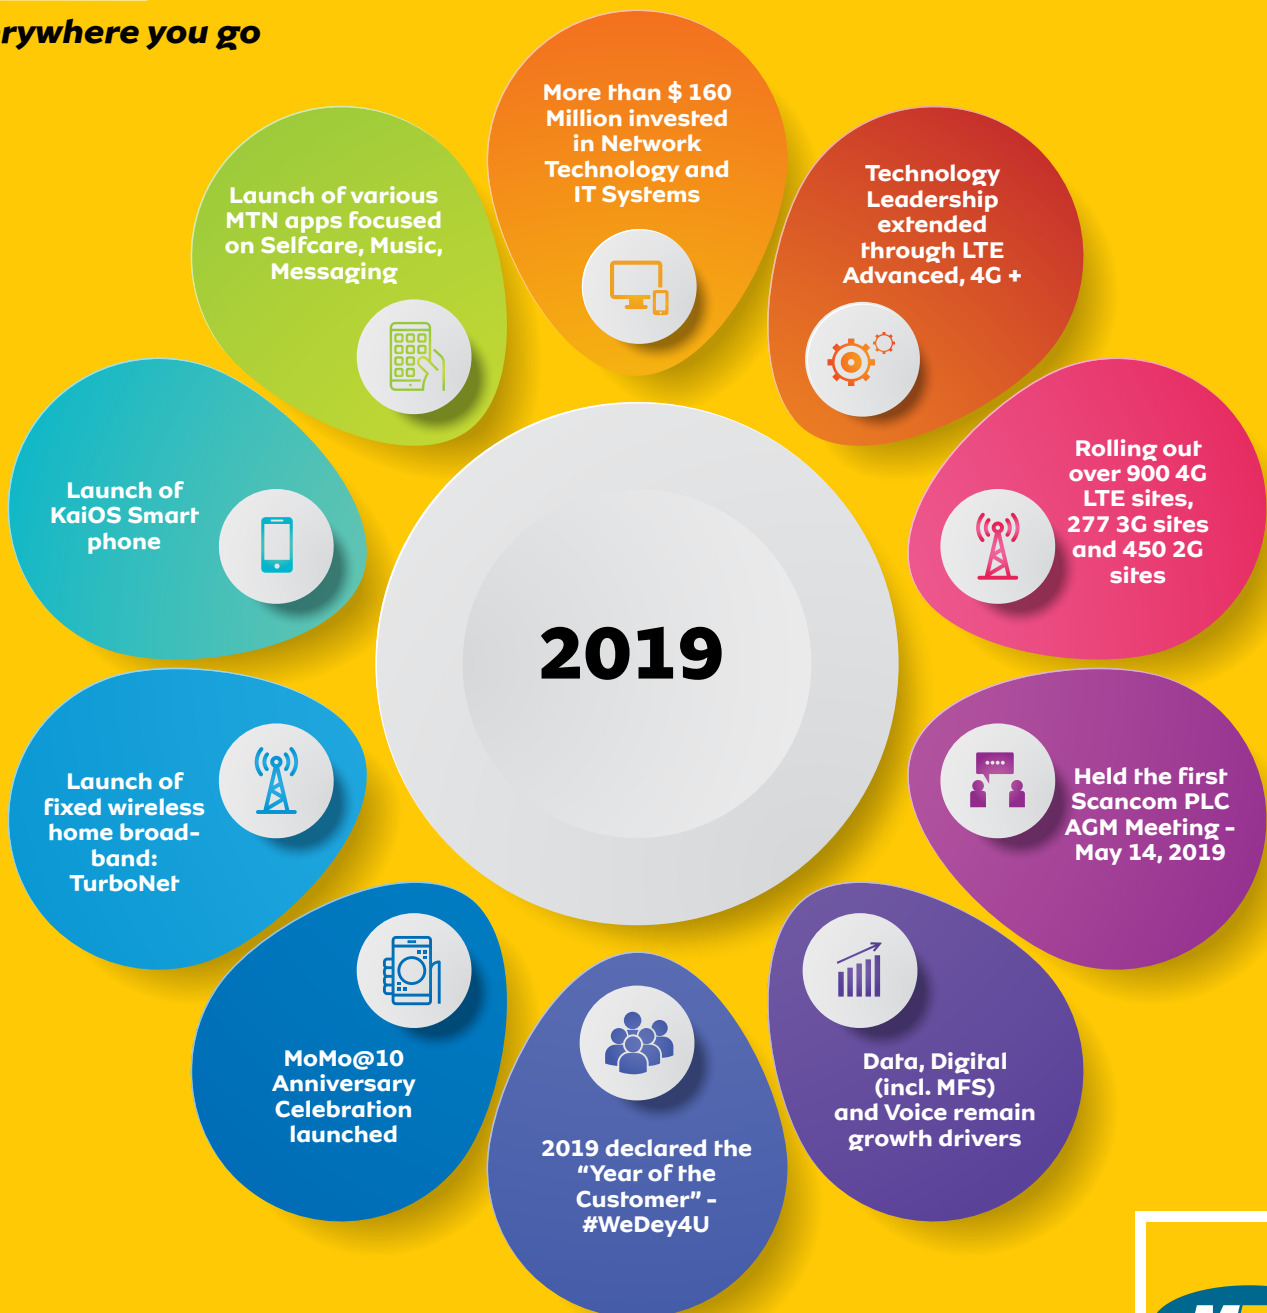 rywhere you go
More than $ 160
Million invested
in Network
Technology and
IT Systems
Technology
Leadership
extended
through LTE
Advanced, 4G +
Rolling out
over 900 4G
LTE sites,
277 3G sites
and 450 2G
sites
Held the first
Scancom PLC
AGM Meeting -
May 14, 2019
Data, Digital
(incl. MFS)
and Voice remain
growth drivers
2019 declared the
“Year of the
Customer” -
#WeDey4U
MoMo@10
Anniversary
Celebration
launched
Launch of
fixed wireless
home broad-
band:
TurboNet
Launch of
KaiOS Smart
phone
Launch of various
MTN apps focused
on Selfcare, Music,
Messaging
2019